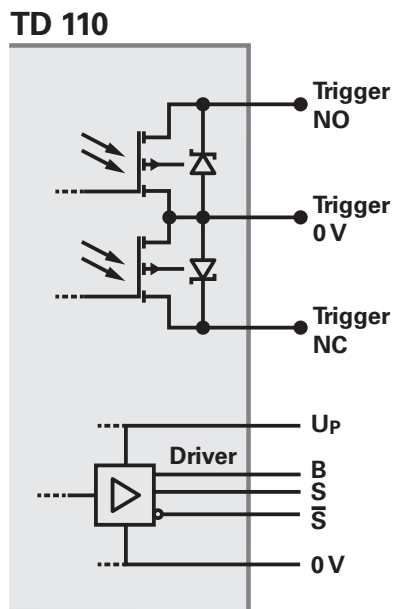 TD 110
Trigger
NO
Trigger
0 V
Trigger
NC
UP
Driver
B
S
S̅
0 V